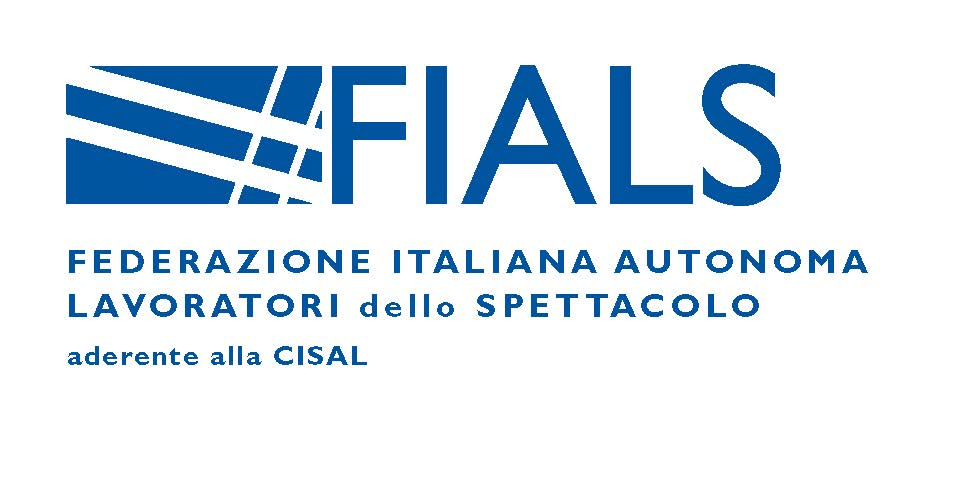 FIALS
FEDERAZIONE ITALIANA AUTONOMA
LAVORATORI dello SPETTACOLO
aderente alla CISAL